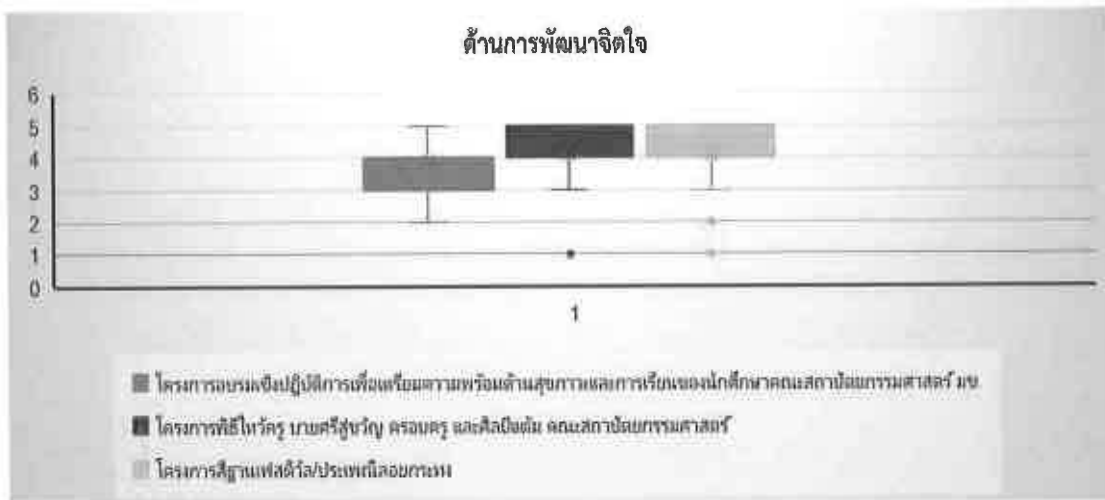 ด้านการพัฒนาจิตใจ
6
5
4
3
2
1
0
1
โครงการอบรมเชิงปฏิบัติการเพื่อเตรียมความพร้อมด้านสุขภาวะและการเรียนของนักศึกษาคณะสถาปัตยกรรมศาสตร์ มข.
โครงการพิธีไหว้ครู บายศรีสู่ขวัญ ครอบครู และศิลปินต้ม คณะสถาปัตยกรรมศาสตร์
โครงการสีฐานเฟสติวัล/ประเพณีลอยกระทง